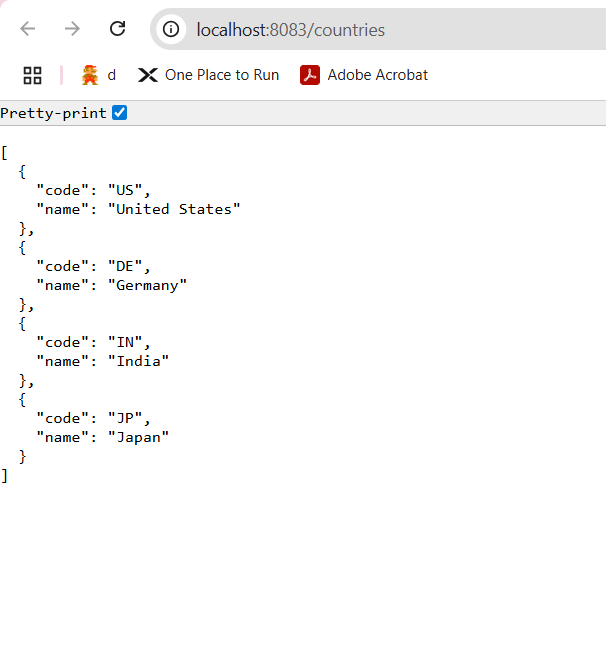 localhost:8083/countries
d One Place to Run Adobe Acrobat
Pretty-print
[
  {
    "code": "US",
    "name": "United States"
  },
  {
    "code": "DE",
    "name": "Germany"
  },
  {
    "code": "IN",
    "name": "India"
  },
  {
    "code": "JP",
    "name": "Japan"
  }
]